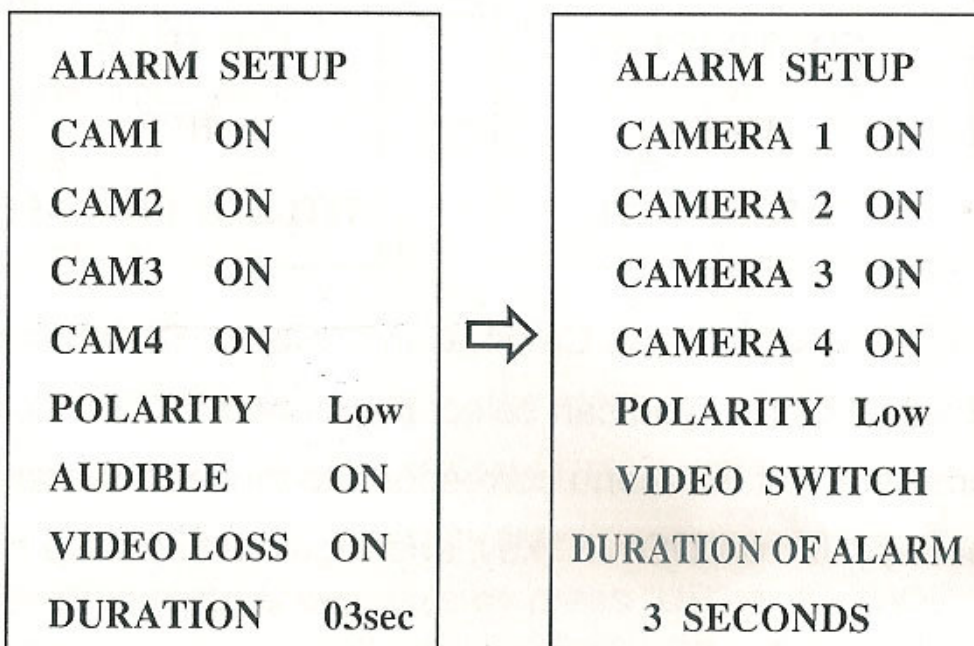 ALARM SETUP
CAM1 ON
CAM2 ON
CAM3 ON
CAM4 ON
POLARITY Low
AUDIBLE ON
VIDEO LOSS ON
DURATION 03sec
ALARM SETUP
CAMERA 1 ON
CAMERA 2 ON
CAMERA 3 ON
CAMERA 4 ON
POLARITY Low
VIDEO SWITCH
DURATION OF ALARM
3 SECONDS